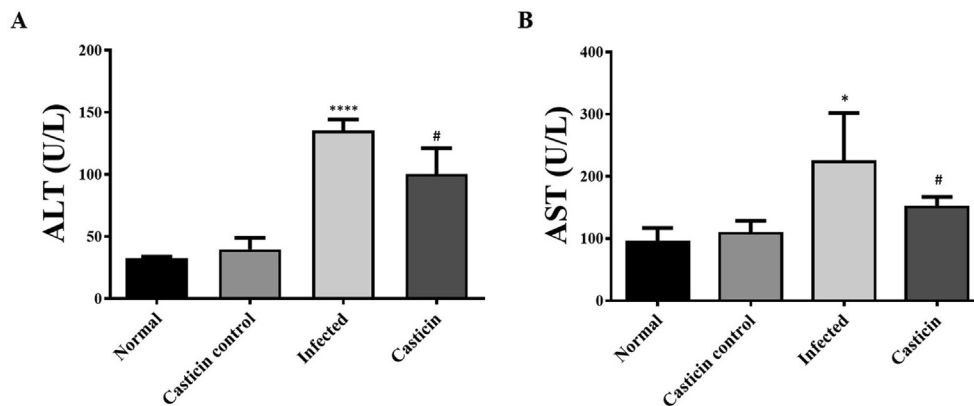 A
ALT (U/L)
200
150
100
50
0
****
#
Normal
Casticin control
Infected
Casticin
B
AST (U/L)
400
300
200
100
0
*
#
Normal
Casticin control
Infected
Casticin